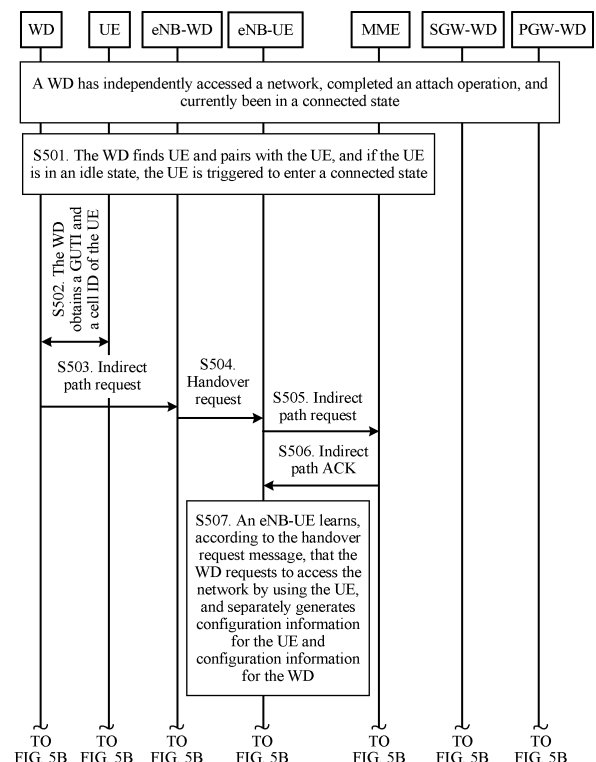 WD UE eNB-WD eNB-UE MME SGW-WD PGW-WD
A WD has independently accessed a network, completed an attach operation, and
currently been in a connected state
S501. The WD finds UE and pairs with the UE, and if the UE
is in an idle state, the UE is triggered to enter a connected state
S502. The WD
obtains a GUTI and
a cell ID of the UE
S503. Indirect
path request
S504.
Handover
request
S505. Indirect
path request
S506. Indirect
path ACK
S507. An eNB-UE learns,
according to the handover
request message, that the
WD requests to access the
network by using the UE,
and separately generates
configuration information
for the UE and
configuration information
for the WD
TO TO TO TO TO TO TO
FIG. 5B FIG. 5B FIG. 5B FIG. 5B FIG. 5B FIG. 5B FIG. 5B